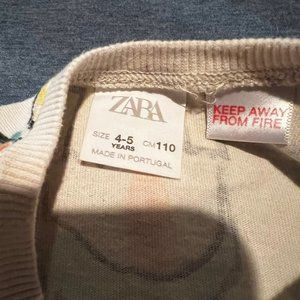 ZARA
SIZE 4-5 YEARS CM 110
MADE IN PORTUGAL
KEEP AWAY
FROM FIRE